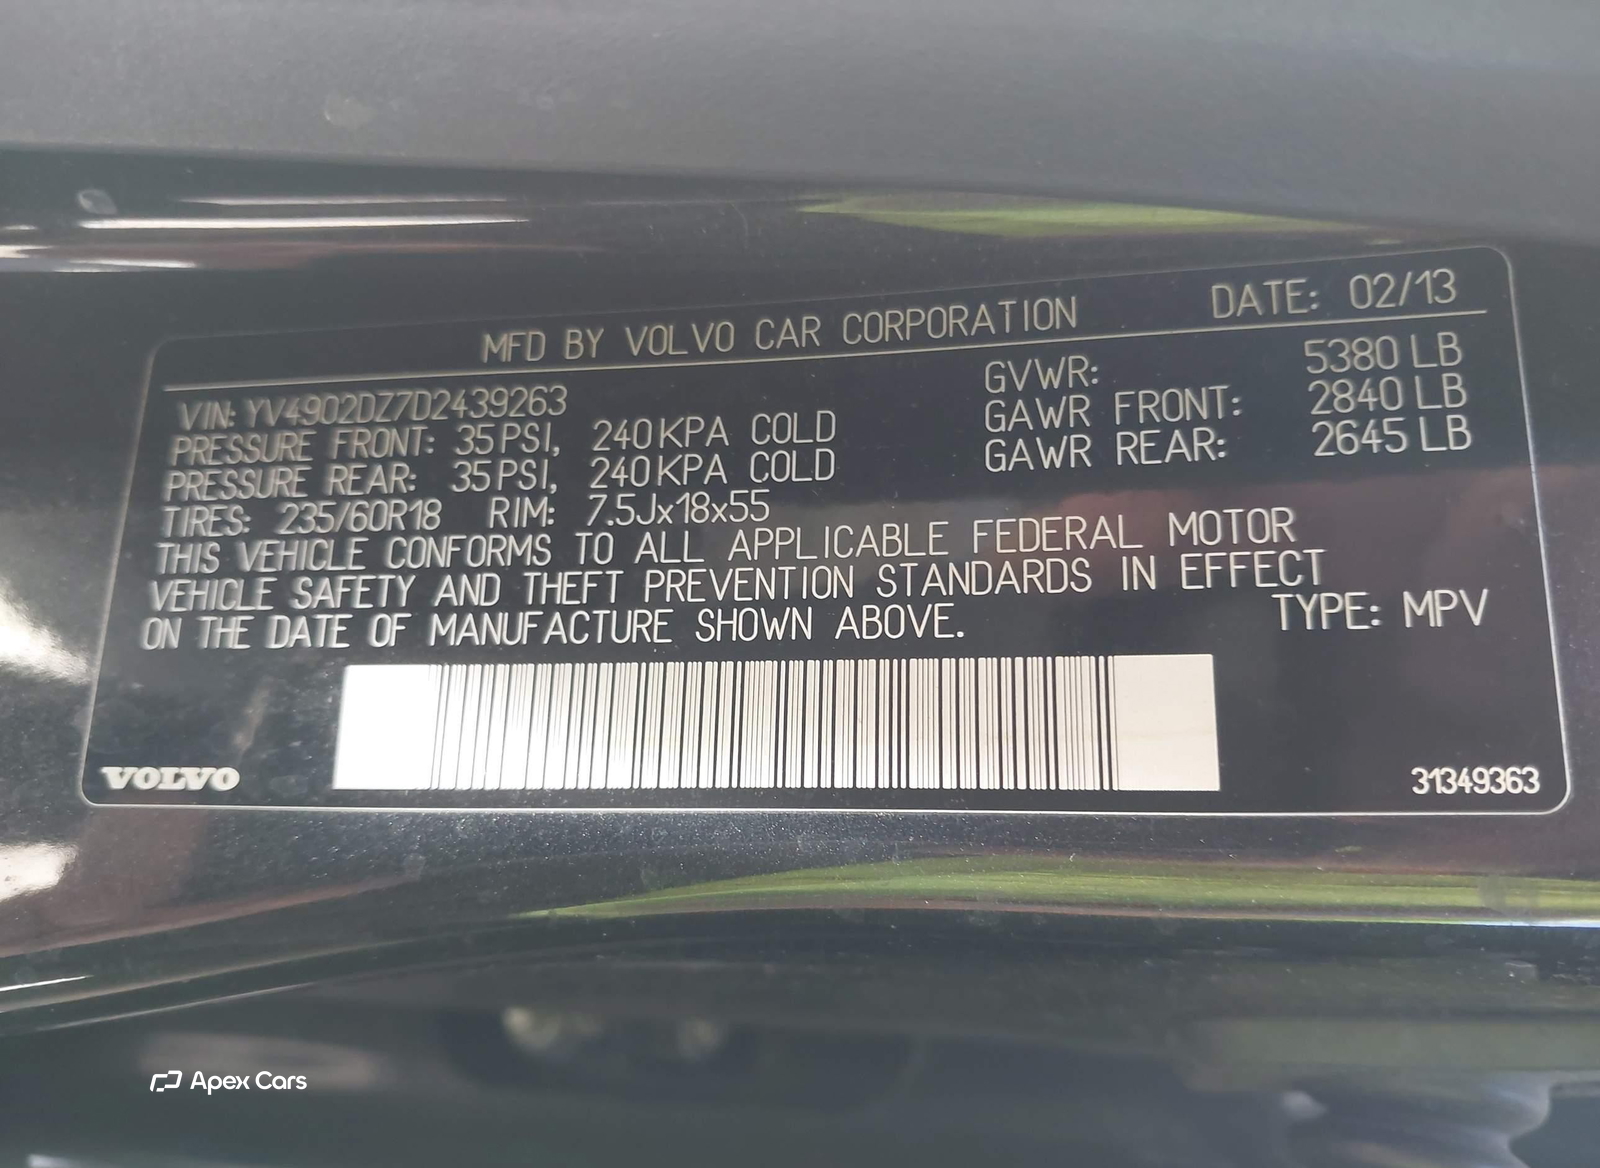 MFD BY VOLVO CAR CORPORATION DATE: 02/13
VIN: YV4902DZ7D2439263 GVWR: 5380 LB
PRESSURE FRONT: 35 PSI, 240 KPA COLD GAWR FRONT: 2840 LB
PRESSURE REAR: 35 PSI, 240 KPA COLD GAWR REAR: 2645 LB
TIRES: 235/60R18 RIM: 7.5Jx18x55
THIS VEHICLE CONFORMS TO ALL APPLICABLE FEDERAL MOTOR
VEHICLE SAFETY AND THEFT PREVENTION STANDARDS IN EFFECT
ON THE DATE OF MANUFACTURE SHOWN ABOVE. TYPE: MPV
VOLVO 31349363
Apex Cars